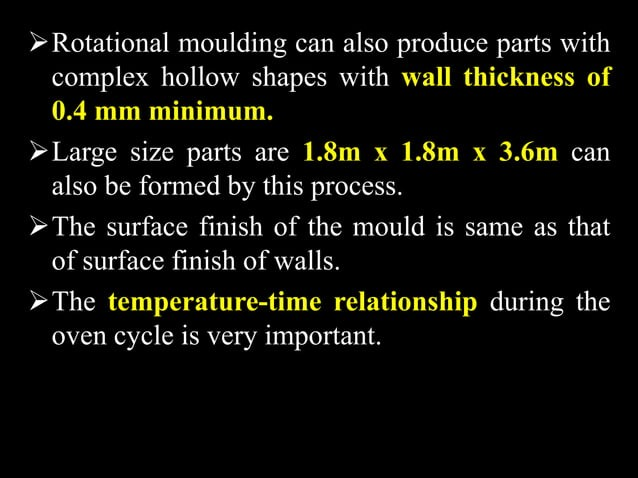 ➢Rotational moulding can also produce parts with
complex hollow shapes with wall thickness of
0.4 mm minimum.
➢Large size parts are 1.8m x 1.8m x 3.6m can
also be formed by this process.
➢The surface finish of the mould is same as that
of surface finish of walls.
➢The temperature-time relationship during the
oven cycle is very important.